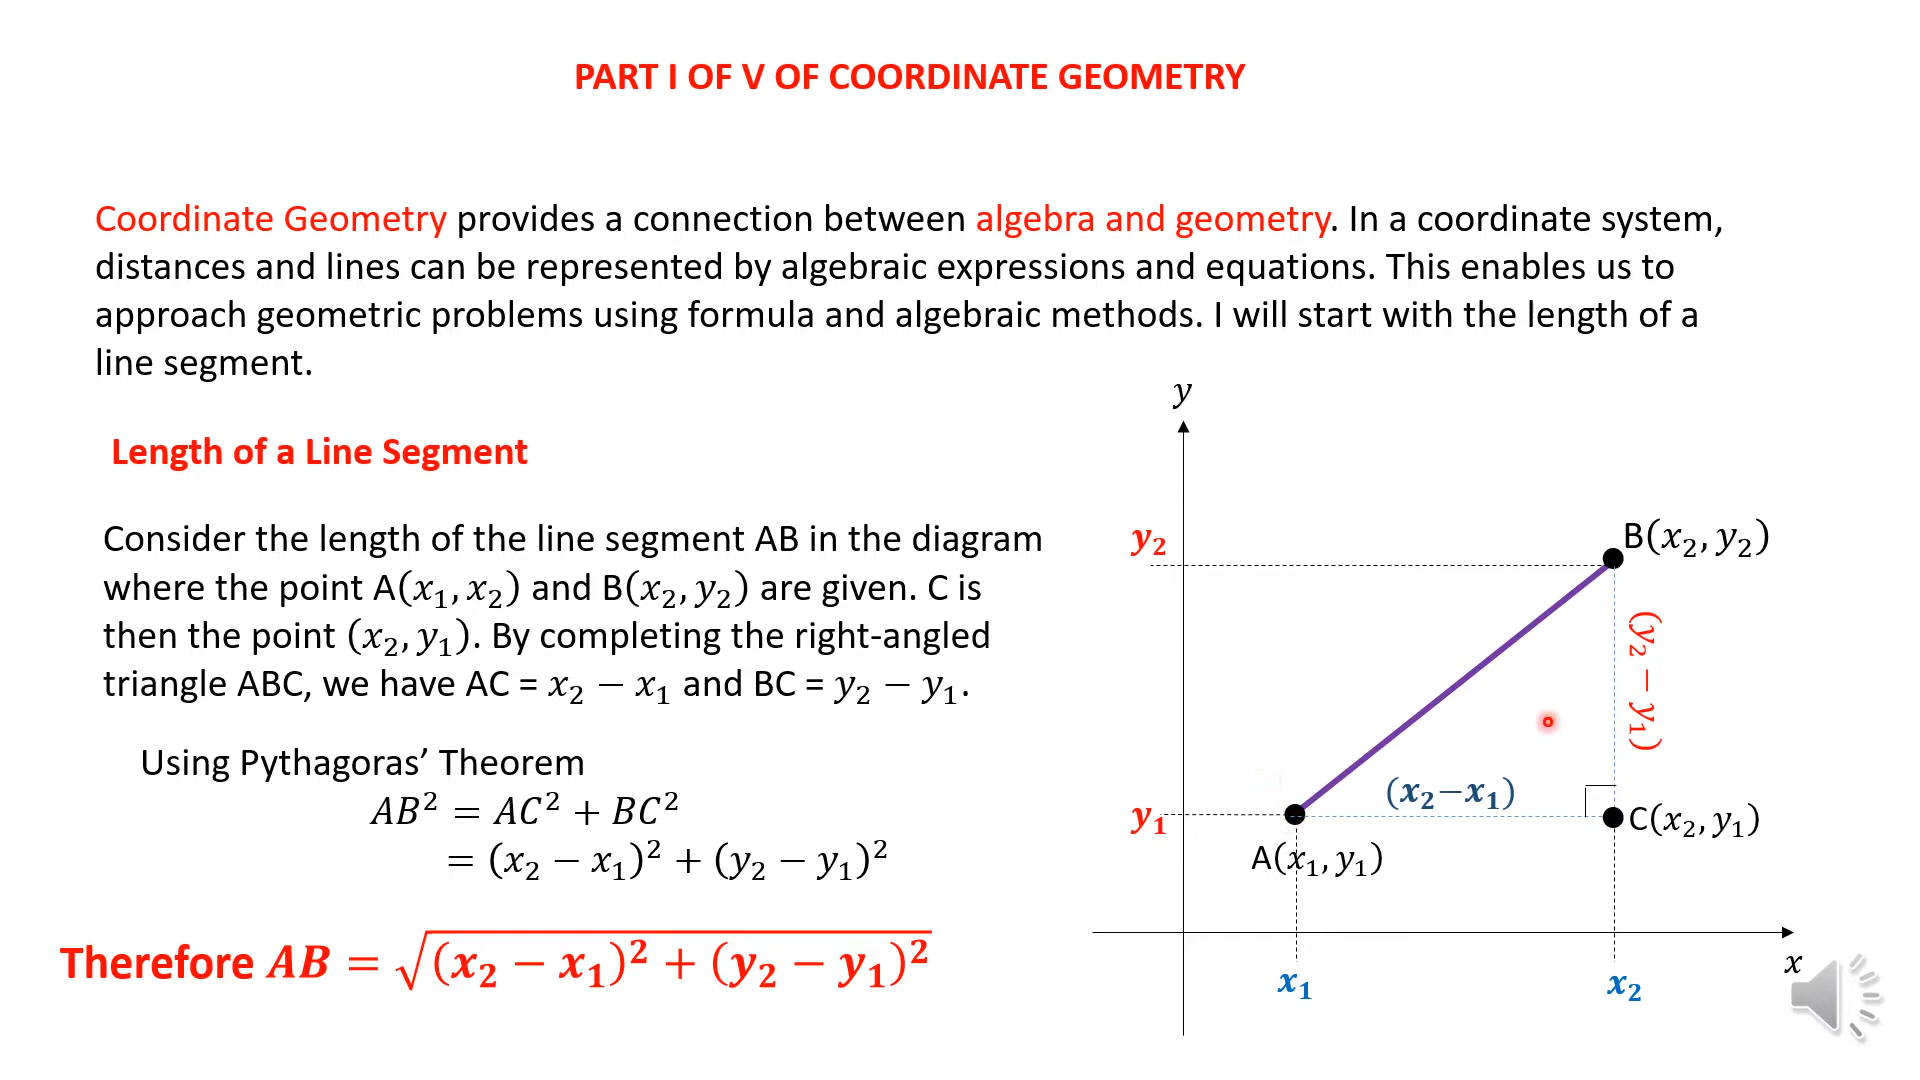 PART I OF V OF COORDINATE GEOMETRY
Coordinate Geometry provides a connection between algebra and geometry. In a coordinate system,
distances and lines can be represented by algebraic expressions and equations. This enables us to
approach geometric problems using formula and algebraic methods. I will start with the length of a
line segment.
Length of a Line Segment
Consider the length of the line segment AB in the diagram
where the point A(x₁, x₂) and B(x₂, y₂) are given. C is
then the point (x₂, y₁). By completing the right-angled
triangle ABC, we have AC = x₂ − x₁ and BC = y₂ − y₁.
Using Pythagoras’ Theorem
AB² = AC² + BC²
= (x₂ − x₁)² + (y₂ − y₁)²
Therefore AB = √((x₂ − x₁)² + (y₂ − y₁)²)
y
y₂
B(x₂, y₂)
(y₂ − y₁)
(x₂−x₁)
y₁
C(x₂, y₁)
A(x₁, y₁)
x
x₁
x₂